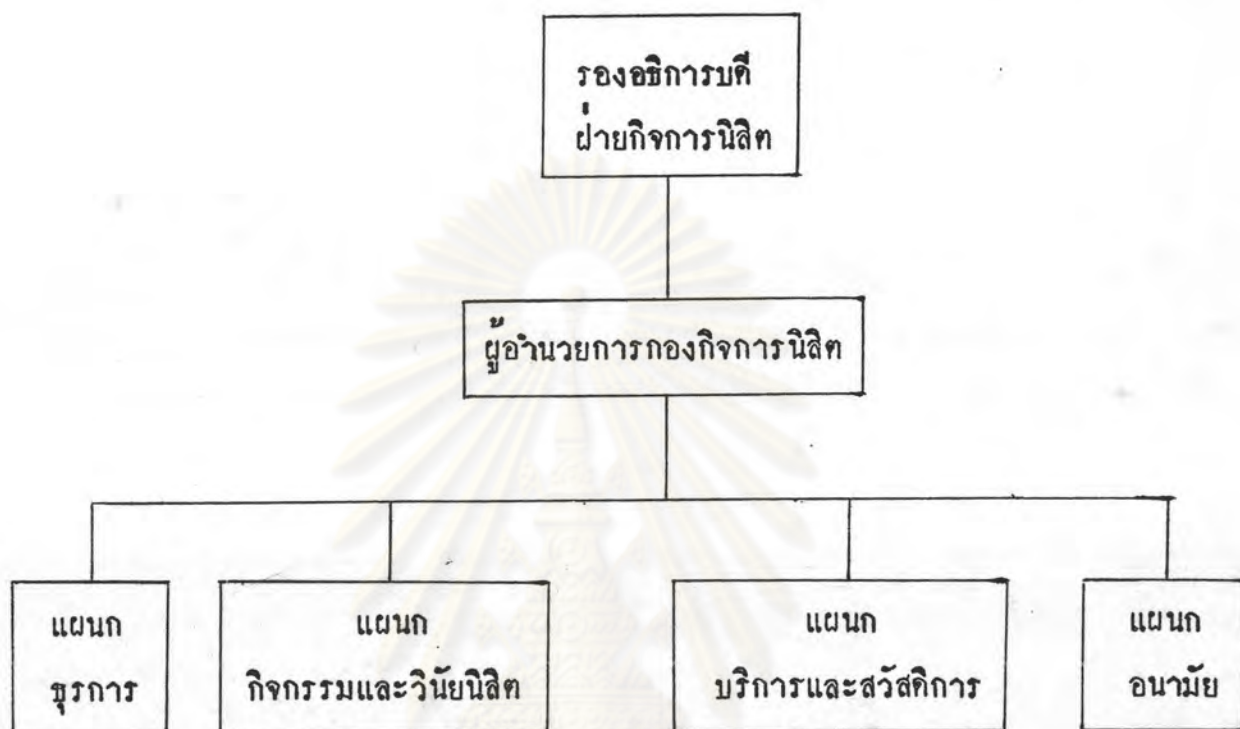 รองอธิการบดี
ฝ่ายกิจการนิสิต
ผู้อำนวยการกองกิจการนิสิต
แผนก
ธุรการ
แผนก
กิจกรรมและวินัยนิสิต
แผนก
บริการและสวัสดิการ
แผนก
อนามัย